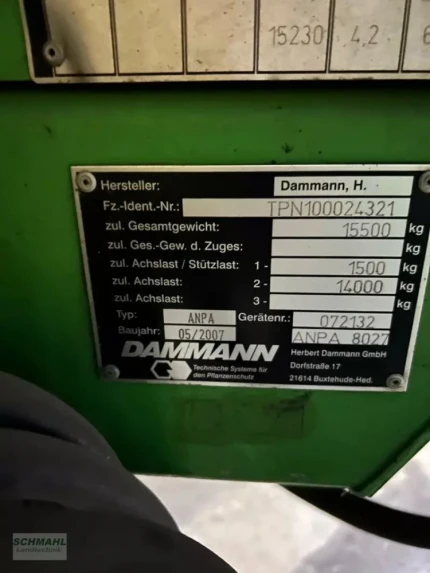 15230 4,2
Hersteller: Dammann, H.
Fz.-Ident.-Nr.: TPN100024321
zul. Gesamtgewicht: 15500 kg
zul. Ges.-Gew. d. Zuges: kg
zul. Achslast / Stützlast: 1 - 1500 kg
zul. Achslast: 2 - 14000 kg
zul. Achslast: 3 - kg
Typ: ANPA Gerätenr.: 072132
Baujahr: 05/2007 ANPA 8027
DAMMANN Herbert Dammann GmbH
Technische Systeme für Dorfstraße 17
den Pflanzenschutz 21614 Buxtehude-Hed.
SCHMAHL
Landtechnik